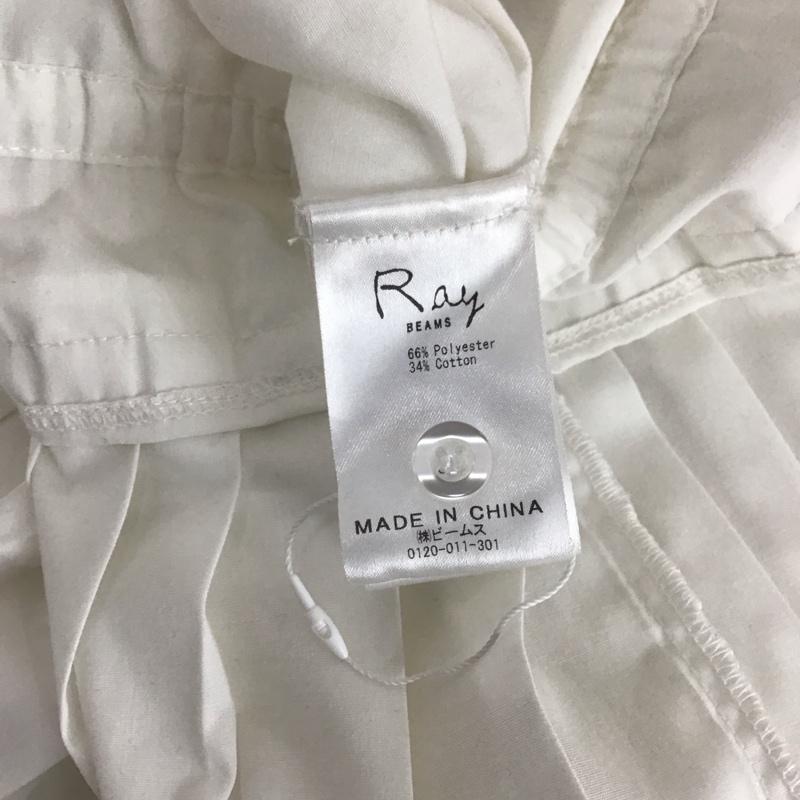 Ray
BEAMS
66% Polyester
34% Cotton
MADE IN CHINA
㈱ビームス
0120-011-301